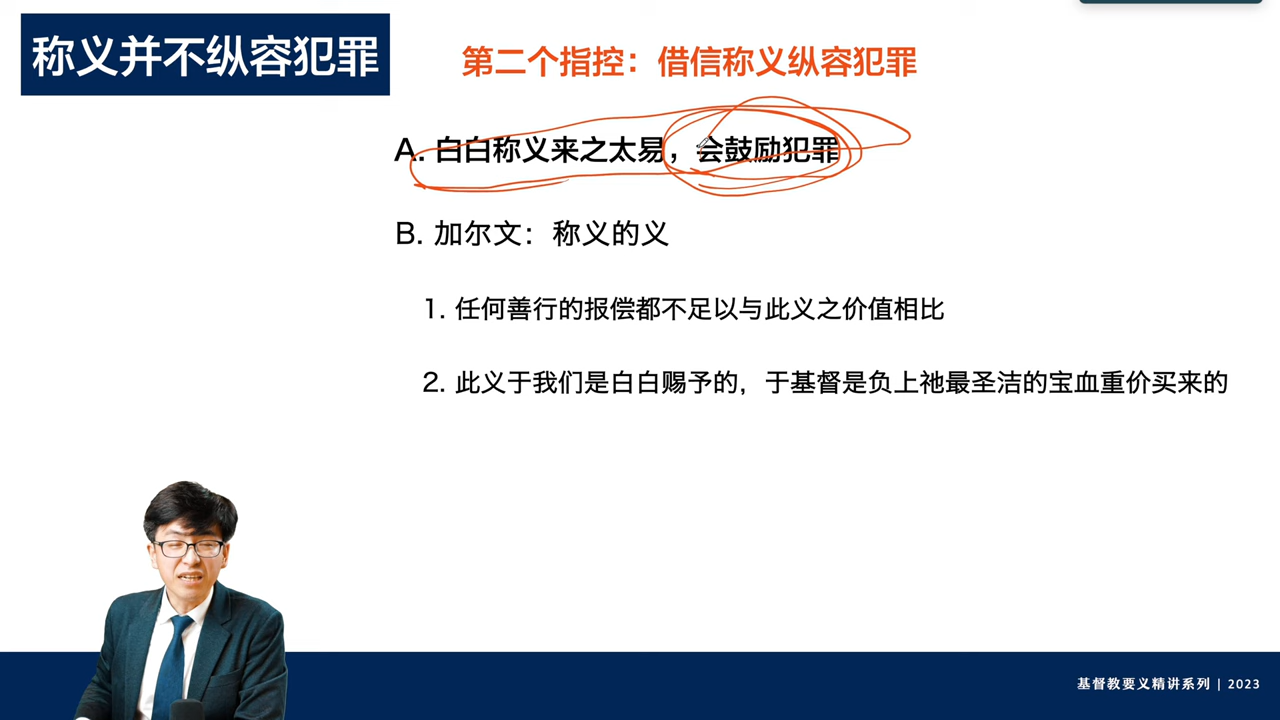 称义并不纵容犯罪
第二个指控：借信称义纵容犯罪
A. 白白称义来之太易，会鼓励犯罪
B. 加尔文：称义的义
1. 任何善行的报偿都不足以与此义之价值相比
2. 此义于我们是白白赐予的，于基督是负上祂最圣洁的宝血重价买来的
基督教要义精讲系列 | 2023